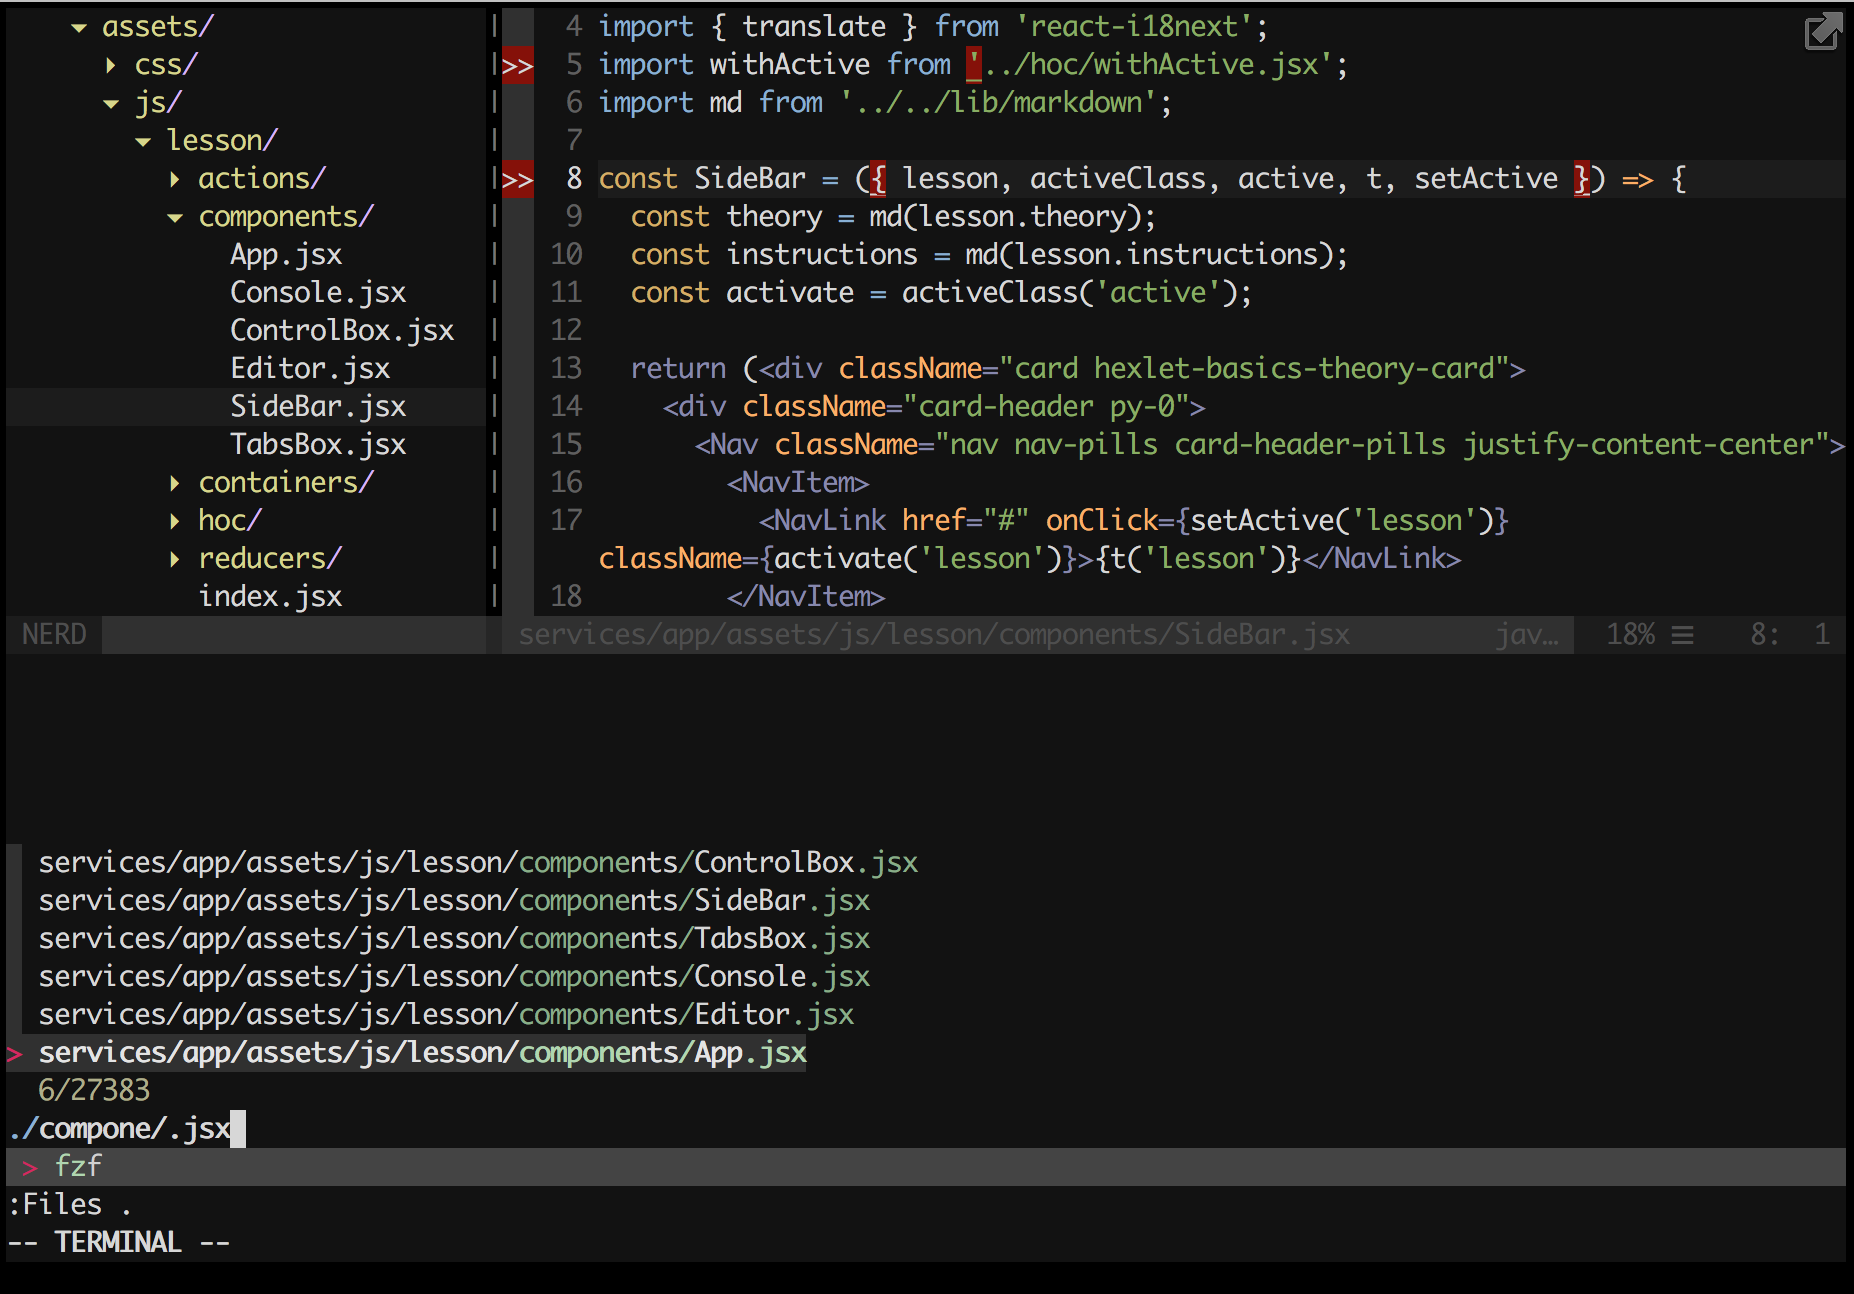 assets/
css/
js/
lesson/
actions/
components/
App.jsx
Console.jsx
ControlBox.jsx
Editor.jsx
SideBar.jsx
TabsBox.jsx
containers/
hoc/
reducers/
index.jsx
NERD
4 import { translate } from 'react-i18next';
>> 5 import withActive from '../hoc/withActive.jsx';
6 import md from '../../lib/markdown';
7
>> 8 const SideBar = ({ lesson, activeClass, active, t, setActive }) => {
9 const theory = md(lesson.theory);
10 const instructions = md(lesson.instructions);
11 const activate = activeClass('active');
12
13 return (<div className="card hexlet-basics-theory-card">
14 <div className="card-header py-0">
15 <Nav className="nav nav-pills card-header-pills justify-content-center">
16 <NavItem>
17 <NavLink href="#" onClick={setActive('lesson')}
className={activate('lesson')}>{t('lesson')}</NavLink>
18 </NavItem>
services/app/assets/js/lesson/components/SideBar.jsx jav… 18% ☰ 8: 1
services/app/assets/js/lesson/components/ControlBox.jsx
services/app/assets/js/lesson/components/SideBar.jsx
services/app/assets/js/lesson/components/TabsBox.jsx
services/app/assets/js/lesson/components/Console.jsx
services/app/assets/js/lesson/components/Editor.jsx
> services/app/assets/js/lesson/components/App.jsx
6/27383
./compone/.jsx
> fzf
:Files .
-- TERMINAL --